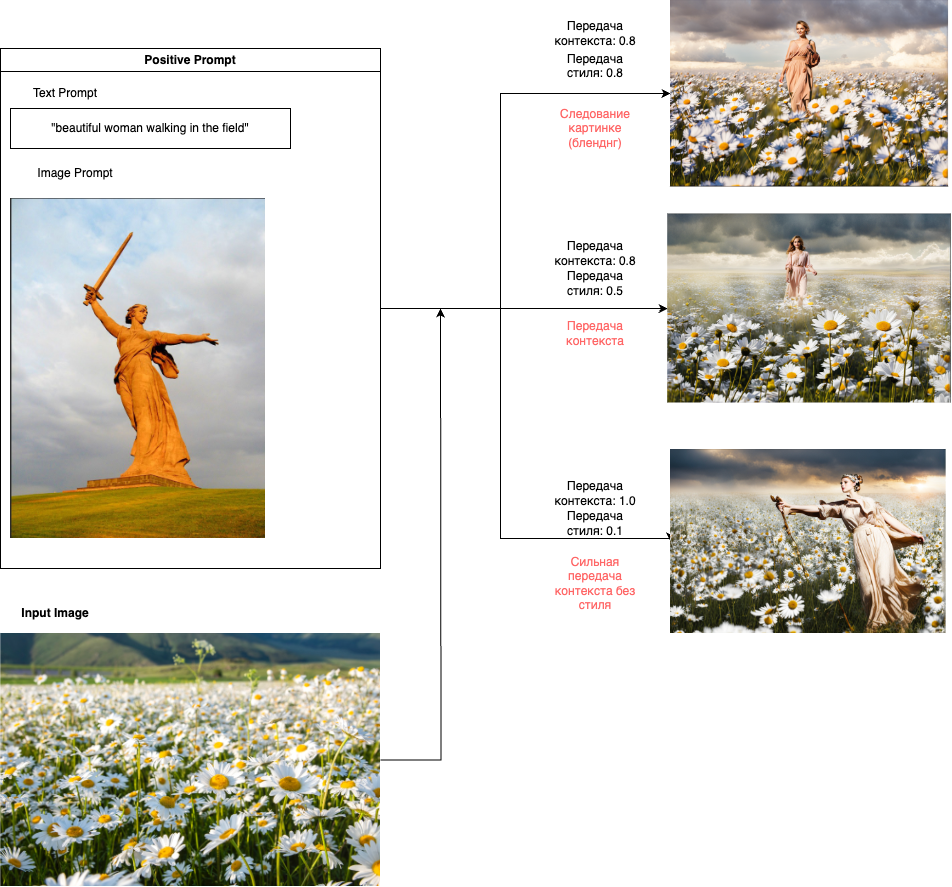 Positive Prompt
Text Prompt
"beautiful woman walking in the field"
Image Prompt
Input Image
Передача
контекста: 0.8
Передача
стиля: 0.8
Следование
картинке
(бленднг)
Передача
контекста: 0.8
Передача
стиля: 0.5
Передача
контекста
Передача
контекста: 1.0
Передача
стиля: 0.1
Сильная
передача
контекста без
стиля